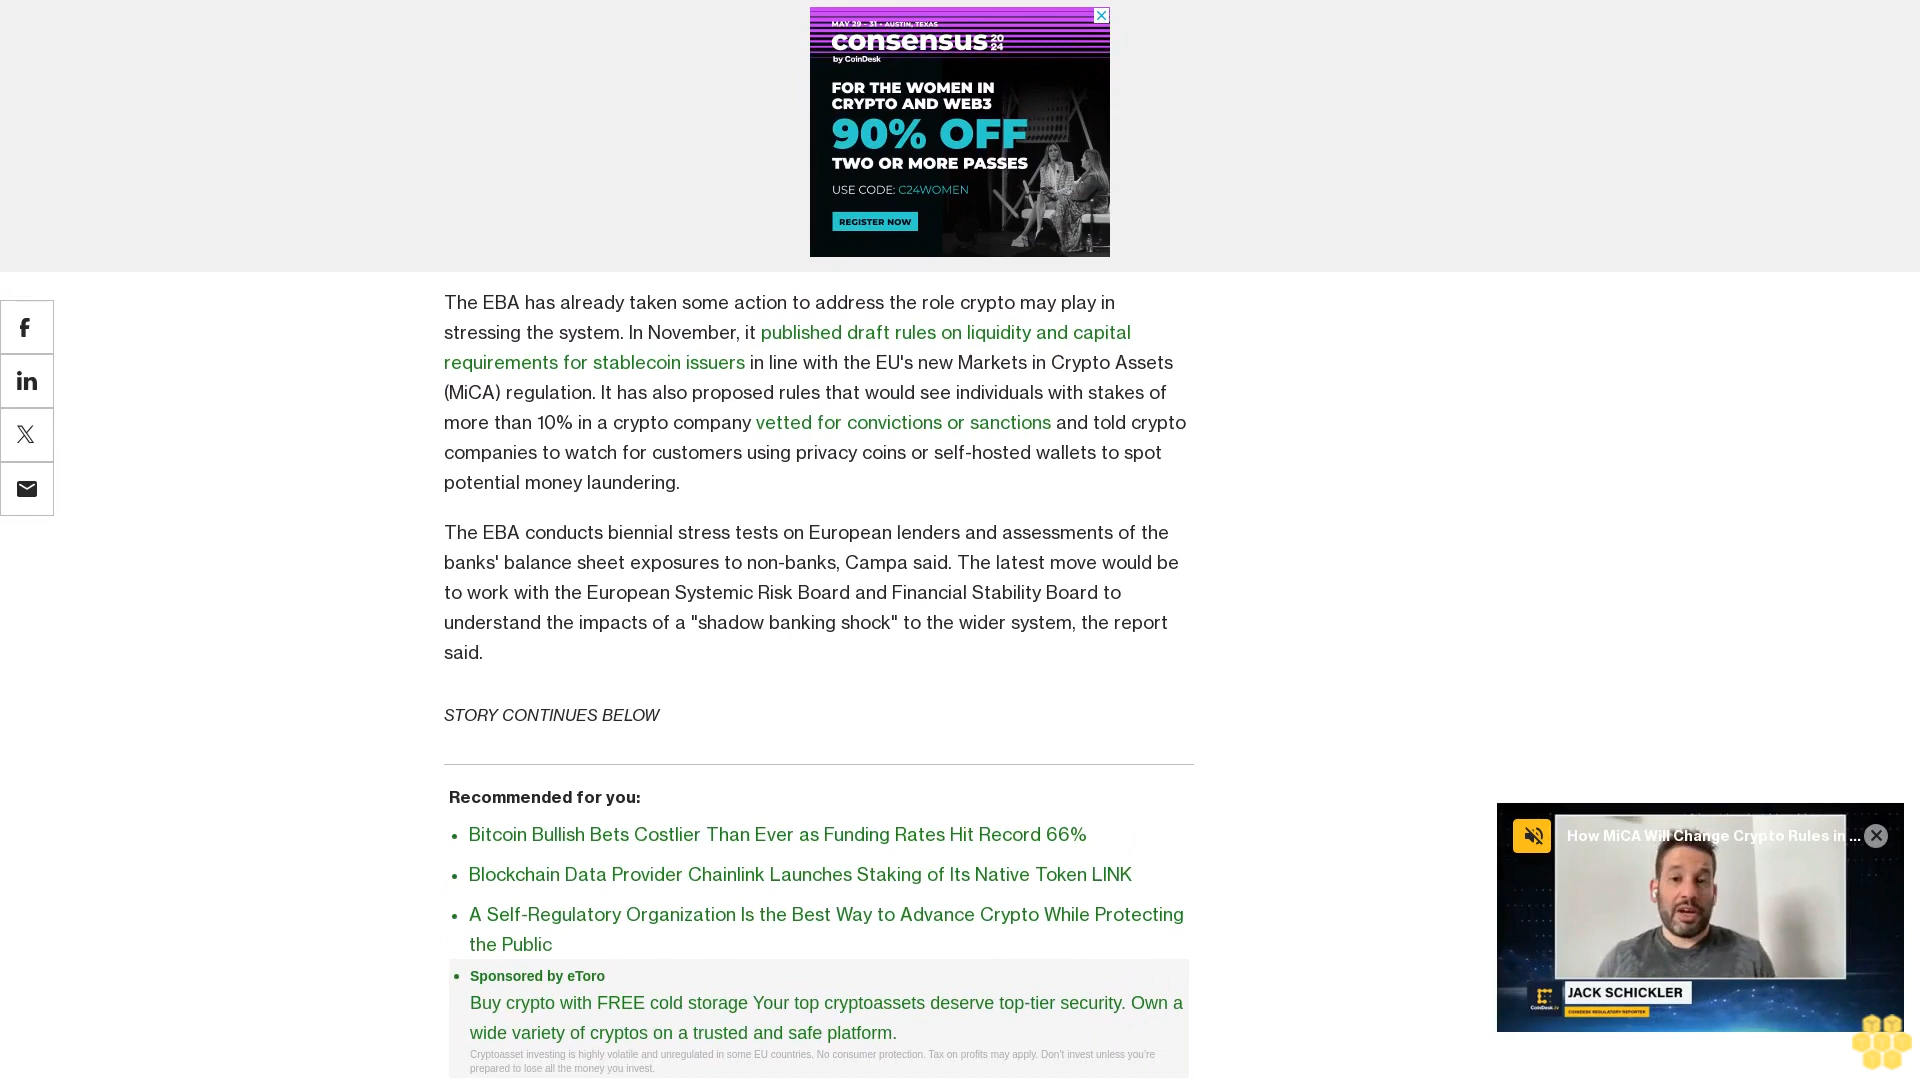 MAY 29 - 31 • AUSTIN, TEXAS
consensus 20
24
by CoinDesk
FOR THE WOMEN IN
CRYPTO AND WEB3
90% OFF
TWO OR MORE PASSES
USE CODE: C24WOMEN
REGISTER NOW
The EBA has already taken some action to address the role crypto may play in
stressing the system. In November, it published draft rules on liquidity and capital
requirements for stablecoin issuers in line with the EU's new Markets in Crypto Assets
(MiCA) regulation. It has also proposed rules that would see individuals with stakes of
more than 10% in a crypto company vetted for convictions or sanctions and told crypto
companies to watch for customers using privacy coins or self-hosted wallets to spot
potential money laundering.
The EBA conducts biennial stress tests on European lenders and assessments of the
banks' balance sheet exposures to non-banks, Campa said. The latest move would be
to work with the European Systemic Risk Board and Financial Stability Board to
understand the impacts of a "shadow banking shock" to the wider system, the report
said.
STORY CONTINUES BELOW
Recommended for you:
• Bitcoin Bullish Bets Costlier Than Ever as Funding Rates Hit Record 66%
• Blockchain Data Provider Chainlink Launches Staking of Its Native Token LINK
• A Self-Regulatory Organization Is the Best Way to Advance Crypto While Protecting
the Public
• Sponsored by eToro
Buy crypto with FREE cold storage Your top cryptoassets deserve top-tier security. Own a
wide variety of cryptos on a trusted and safe platform.
Cryptoasset investing is highly volatile and unregulated in some EU countries. No consumer protection. Tax on profits may apply. Don't invest unless you're
prepared to lose all the money you invest.
How MiCA Will Change Crypto Rules in ...
JACK SCHICKLER
CoinDesk.tv
COINDESK REGULATORY REPORTER